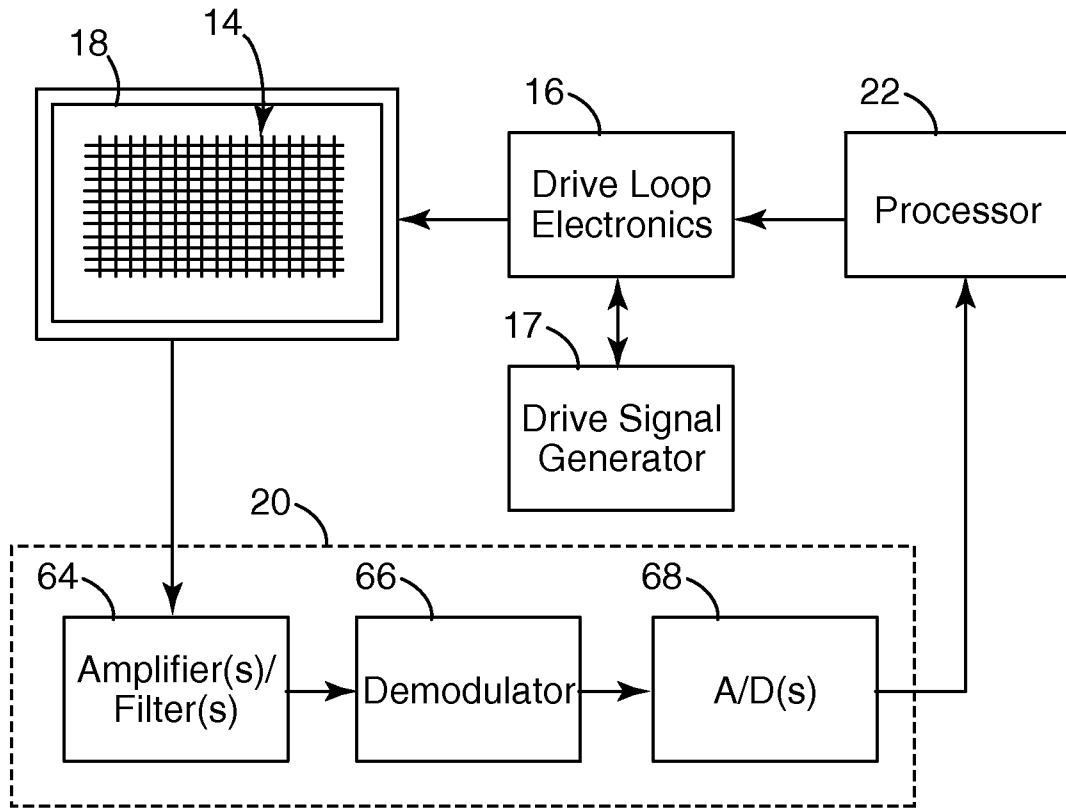 18
14
16
22
Drive Loop
Electronics
Processor
17
Drive Signal
Generator
20
64
66
68
Amplifier(s)/
Filter(s)
Demodulator
A/D(s)